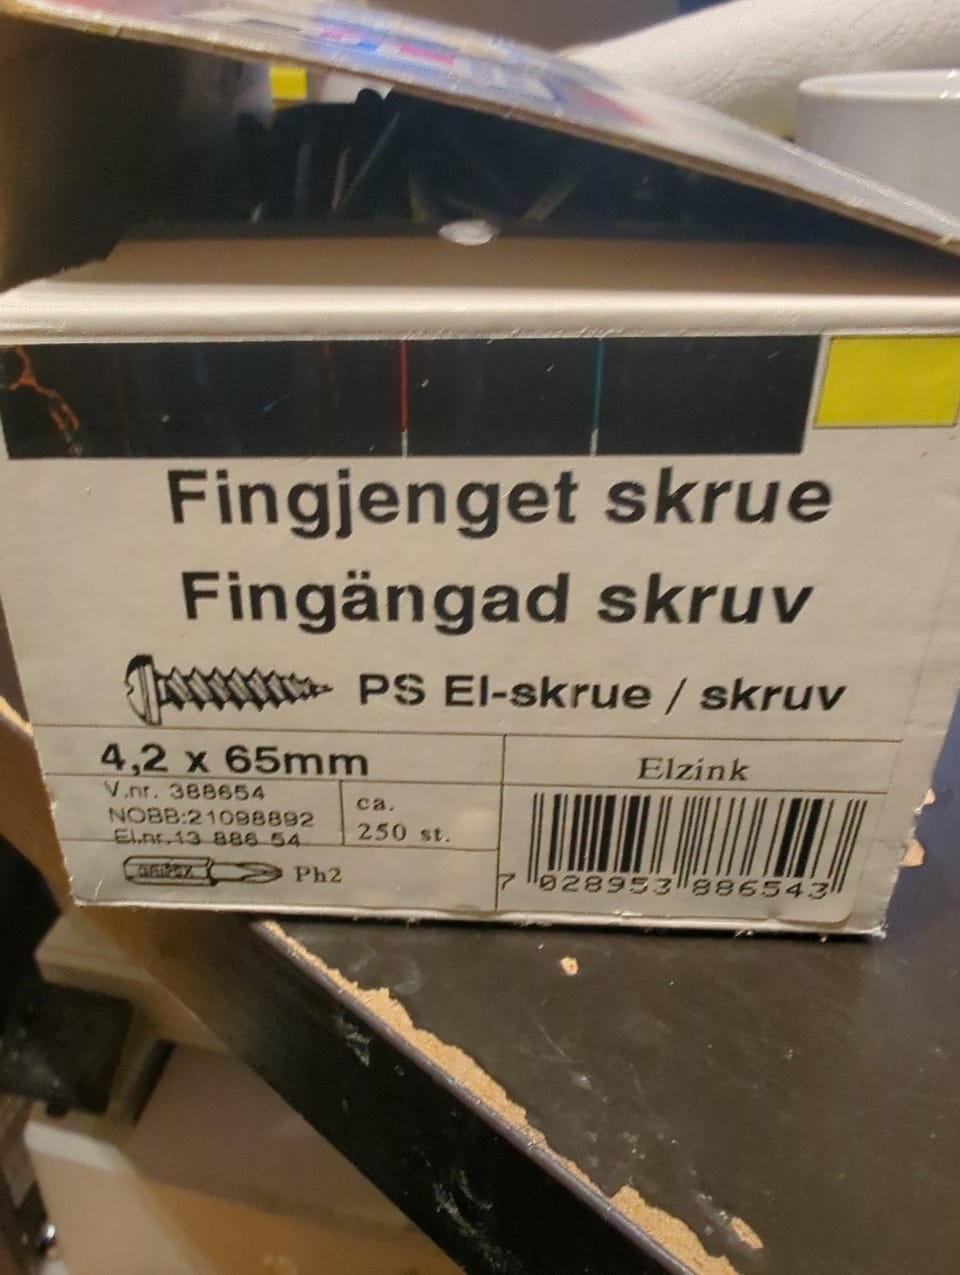 Fingjenget skrue
Fingängad skruv
PS El-skrue / skruv
4,2 x 65mm
Elzink
V.nr. 388654
NOBB:21098892
El.nr.13 886 54
ca.
250 st.
Ph2
7 028953 886543